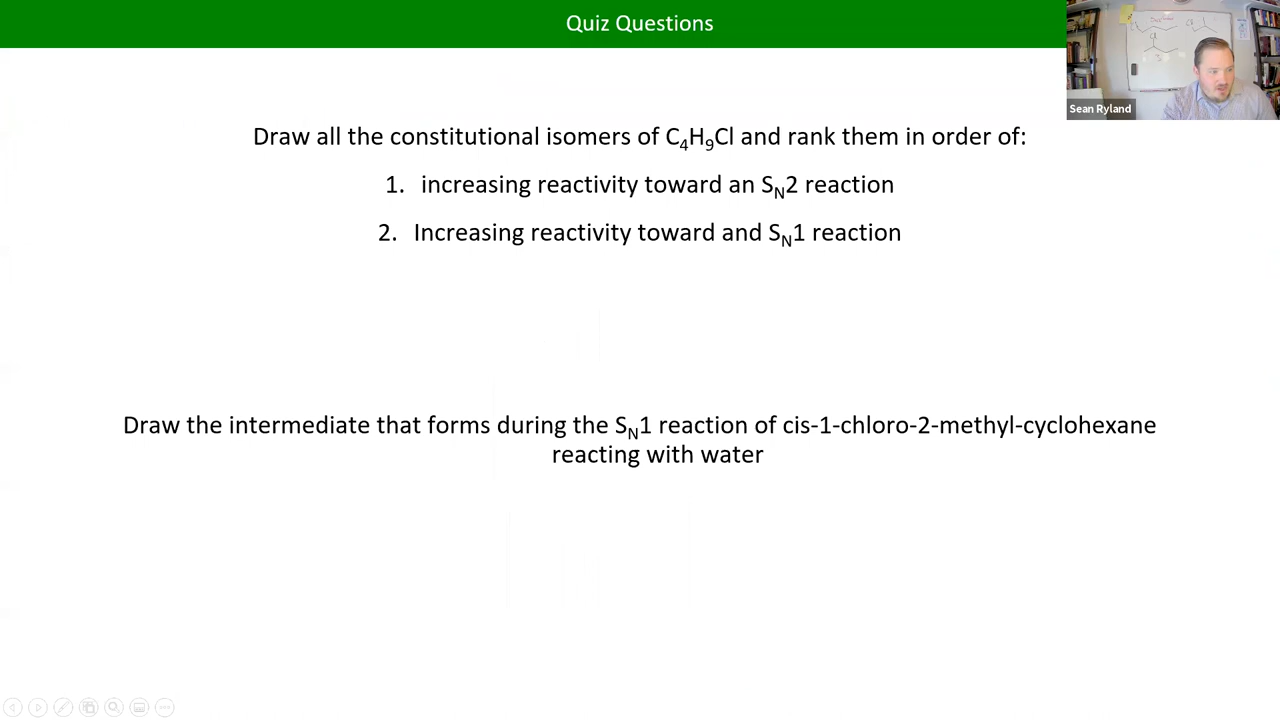 Quiz Questions
Sean Ryland
Draw all the constitutional isomers of C₄H₉Cl and rank them in order of:
1. increasing reactivity toward an Sₙ2 reaction
2. Increasing reactivity toward and Sₙ1 reaction
Draw the intermediate that forms during the Sₙ1 reaction of cis-1-chloro-2-methyl-cyclohexane
reacting with water